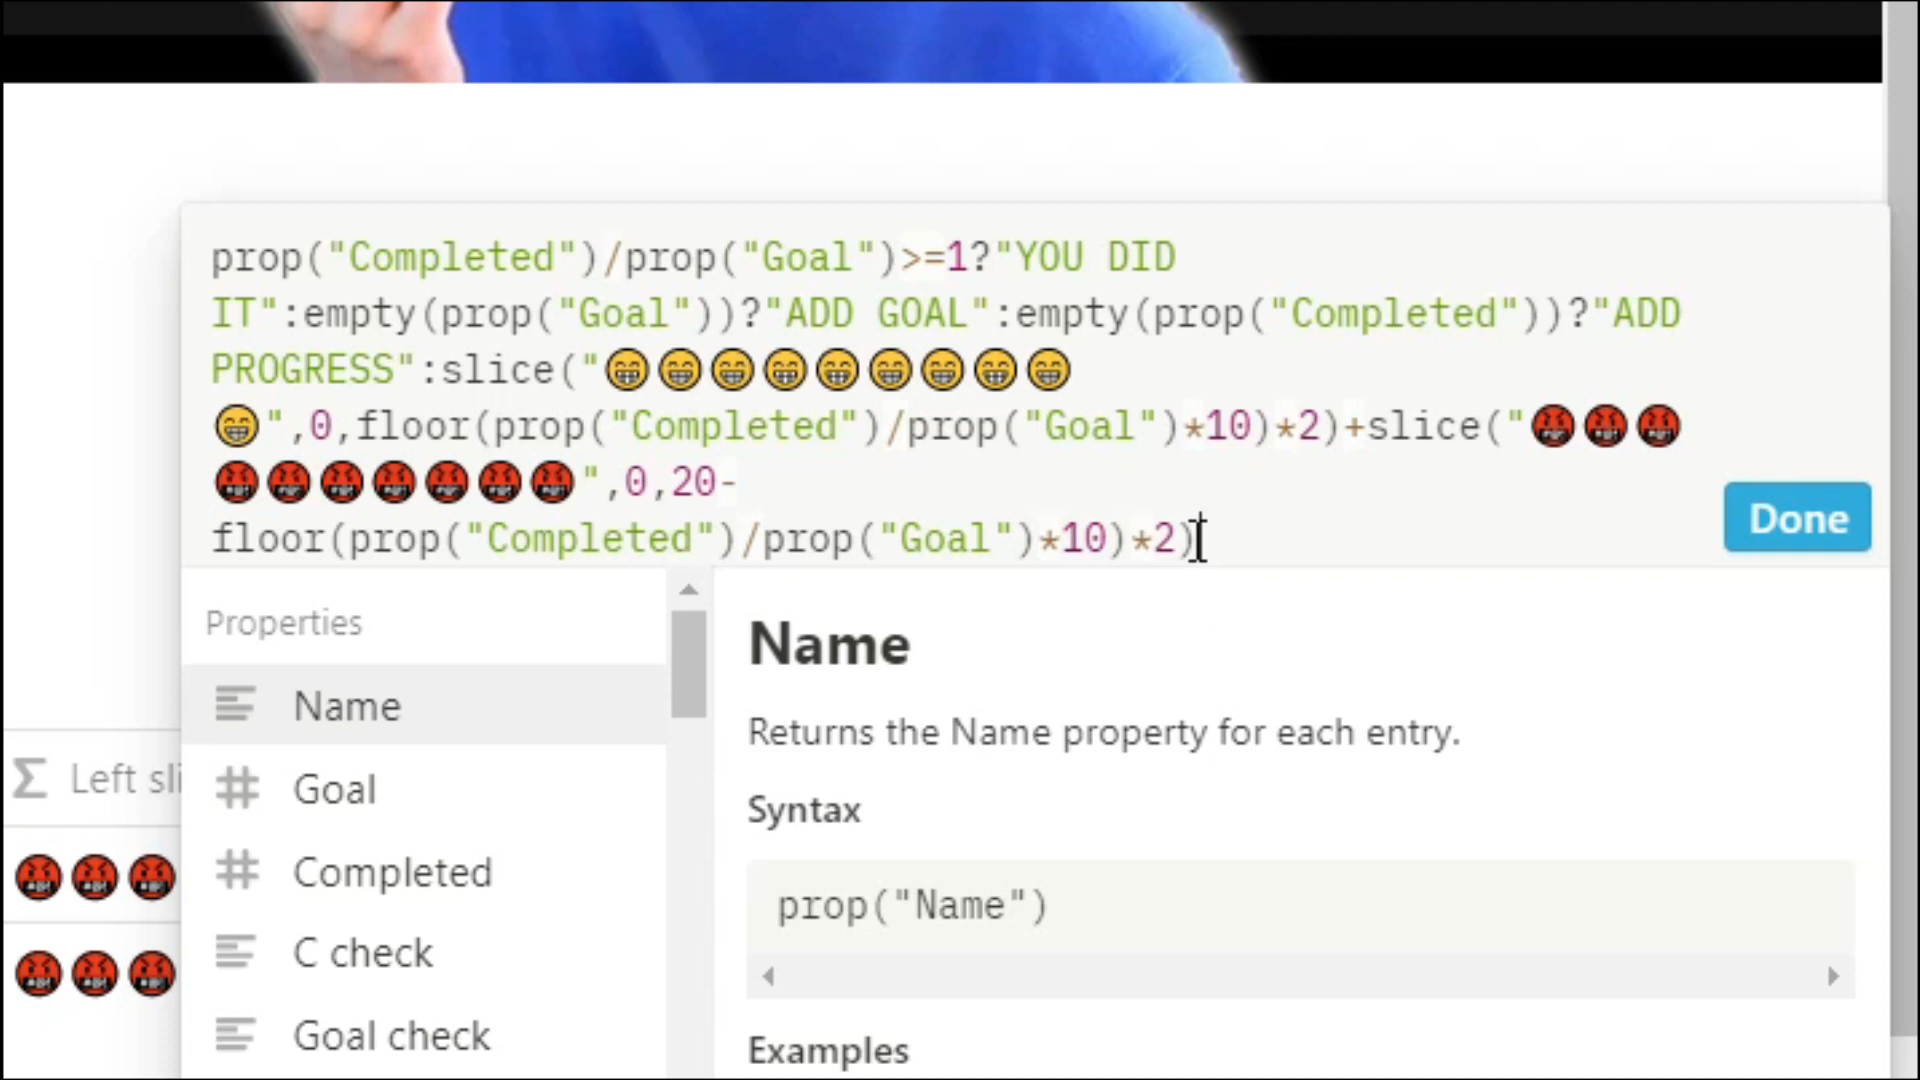 prop("Completed")/prop("Goal")>=1?"YOU DID
IT":empty(prop("Goal"))?"ADD GOAL":empty(prop("Completed"))?"ADD
PROGRESS":slice("😁😁😁😁😁😁😁😁😁
😁",0,floor(prop("Completed")/prop("Goal")*10)*2)+slice("🤬🤬🤬
🤬🤬🤬🤬🤬🤬🤬",0,20-
floor(prop("Completed")/prop("Goal")*10)*2)
Done
Properties
Name
Goal
Completed
C check
Goal check
Name
Returns the Name property for each entry.
Syntax
prop("Name")
Examples
Σ Left sli
🤬🤬🤬
🤬🤬🤬